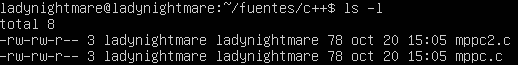 ladynightmare@ladynightmare:~/fuentes/c++$ ls -l
total 8
-rw-rw-r-- 3 ladynightmare ladynightmare 78 oct 20 15:05 mppc2.c
-rw-rw-r-- 3 ladynightmare ladynightmare 78 oct 20 15:05 mppc.c